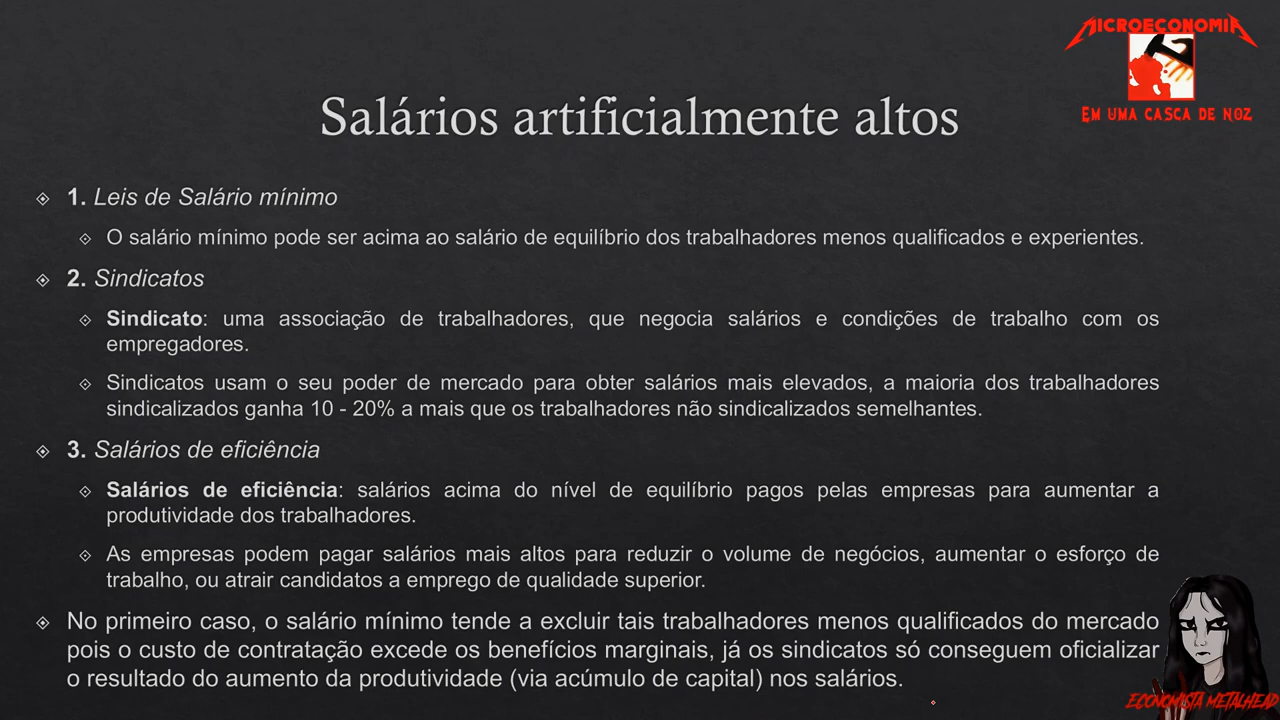 MICROECONOMIA
EM UMA CASCA DE NOZ
Salários artificialmente altos
1. Leis de Salário mínimo
O salário mínimo pode ser acima ao salário de equilíbrio dos trabalhadores menos qualificados e experientes.
2. Sindicatos
Sindicato: uma associação de trabalhadores, que negocia salários e condições de trabalho com os
empregadores.
Sindicatos usam o seu poder de mercado para obter salários mais elevados, a maioria dos trabalhadores
sindicalizados ganha 10 - 20% a mais que os trabalhadores não sindicalizados semelhantes.
3. Salários de eficiência
Salários de eficiência: salários acima do nível de equilíbrio pagos pelas empresas para aumentar a
produtividade dos trabalhadores.
As empresas podem pagar salários mais altos para reduzir o volume de negócios, aumentar o esforço de
trabalho, ou atrair candidatos a emprego de qualidade superior.
No primeiro caso, o salário mínimo tende a excluir tais trabalhadores menos qualificados do mercado
pois o custo de contratação excede os benefícios marginais, já os sindicatos só conseguem oficializar
o resultado do aumento da produtividade (via acúmulo de capital) nos salários.
ECONOMISTA METALHEAD